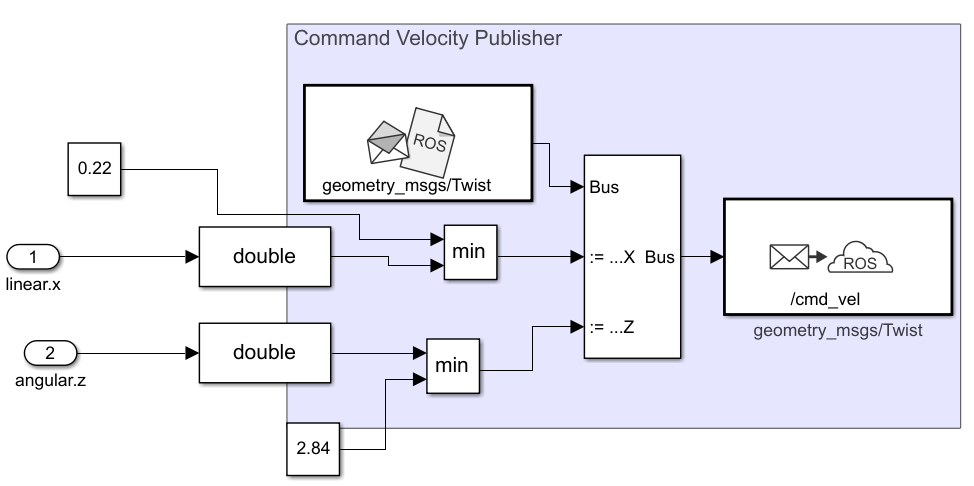 Command Velocity Publisher
ROS
geometry_msgs/Twist
0.22
Bus
1
linear.x
double
min
:= ...X Bus
ROS
/cmd_vel
geometry_msgs/Twist
:= ...Z
2
angular.z
double
min
2.84